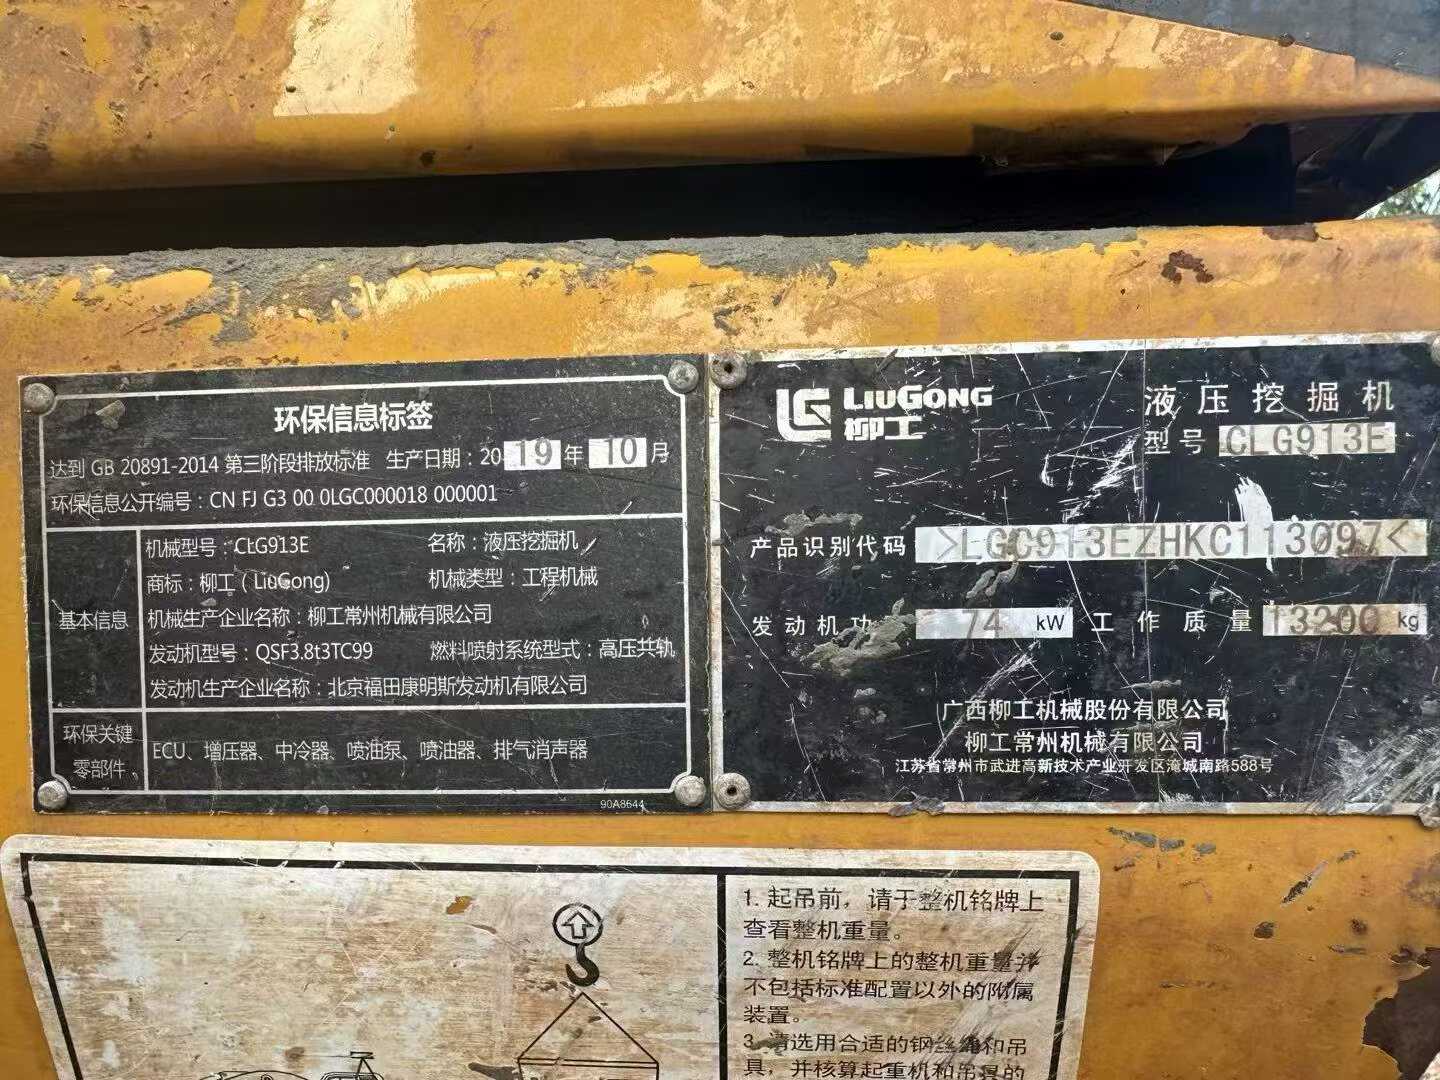 环保信息标签
达到 GB 20891-2014 第三阶段排放标准 生产日期：2019年10月
环保信息公开编号：CN FJ G3 00 0LGC000018 000001
基本信息
机械型号：CLG913E 名称：液压挖掘机
商标：柳工（LiuGong) 机械类型：工程机械
机械生产企业名称：柳工常州机械有限公司
发动机型号：QSF3.8t3TC99 燃料喷射系统型式：高压共轨
发动机生产企业名称：北京福田康明斯发动机有限公司
环保关键
零部件
ECU、增压器、中冷器、喷油泵、喷油器、排气消声器
90A8644
LG LIUGONG
柳工
液压挖掘机
型号 CLG913E
产品识别代码 >LGC913EZHKC113097<
发动机功 74 kW 工作质量 13200 kg
广西柳工机械股份有限公司
柳工常州机械有限公司
江苏省常州市武进高新技术产业开发区淹城南路588号
1. 起吊前，请于整机铭牌上
查看整机重量。
2. 整机铭牌上的整机重量并
不包括标准配置以外的附属
装置。
3. 请选用合适的钢丝绳和吊
具，并核算起重机和吊具的